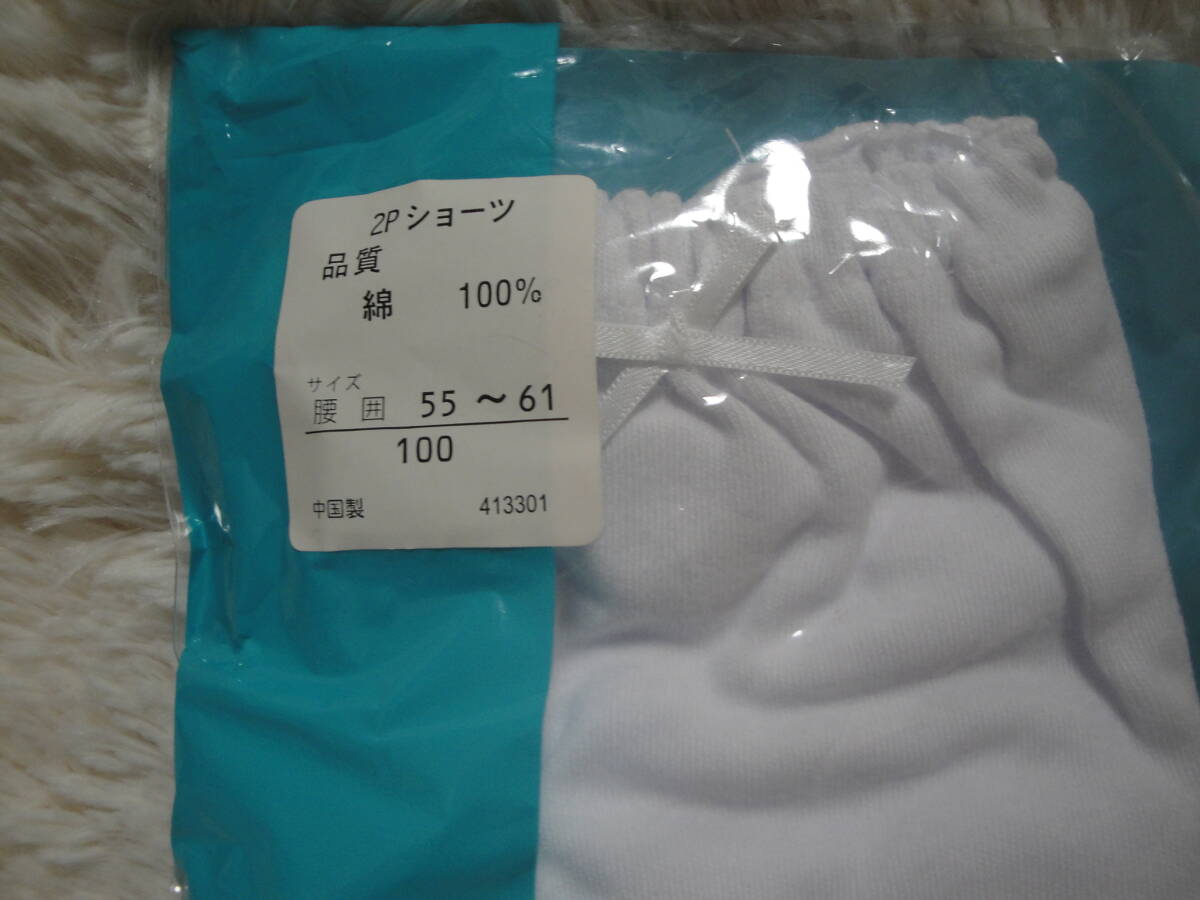 2Pショーツ
品質
綿 100%
サイズ
腰囲 55～61
100
中国製 413301